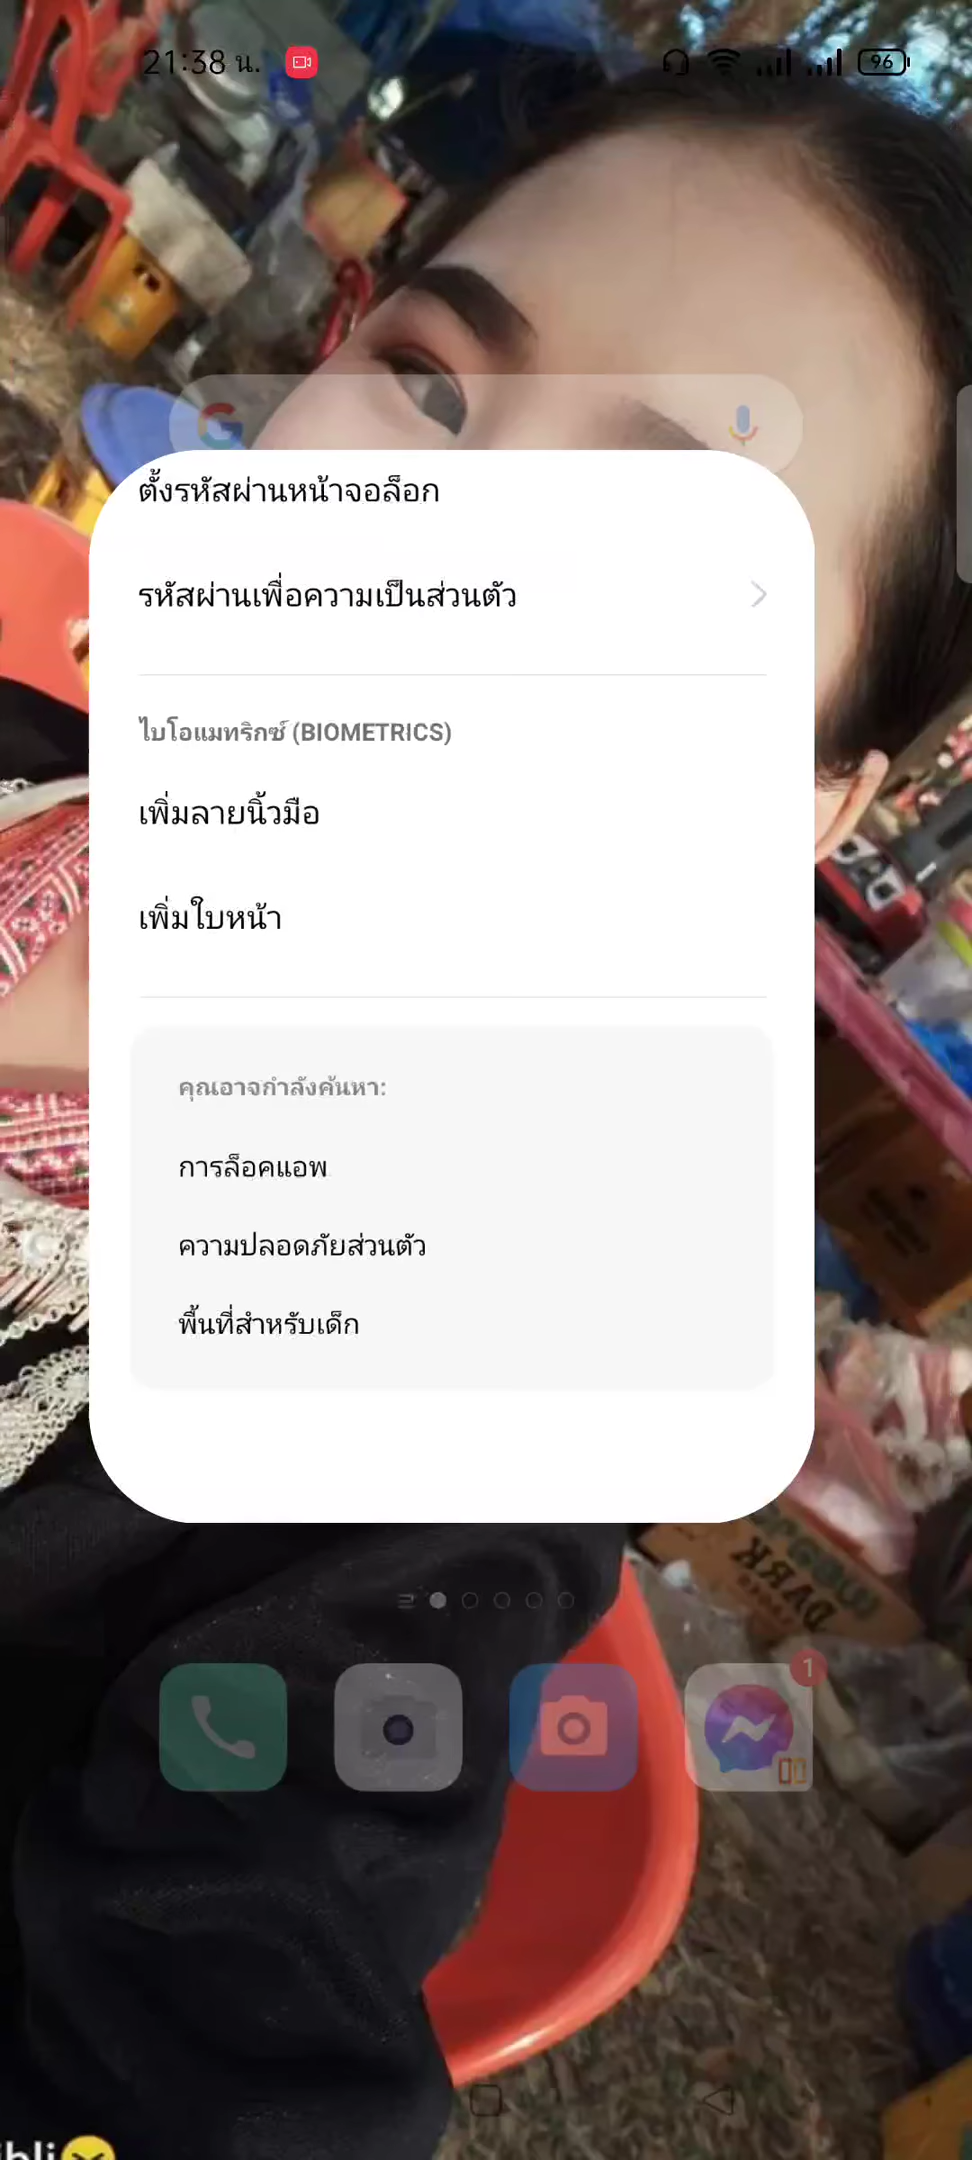 21:38 น.
96
ตั้งรหัสผ่านหน้าจอล็อก
รหัสผ่านเพื่อความเป็นส่วนตัว
ไบโอแมทริกซ์ (BIOMETRICS)
เพิ่มลายนิ้วมือ
เพิ่มใบหน้า
คุณอาจกำลังค้นหา:
การล็อคแอพ
ความปลอดภัยส่วนตัว
พื้นที่สำหรับเด็ก
DARK
1